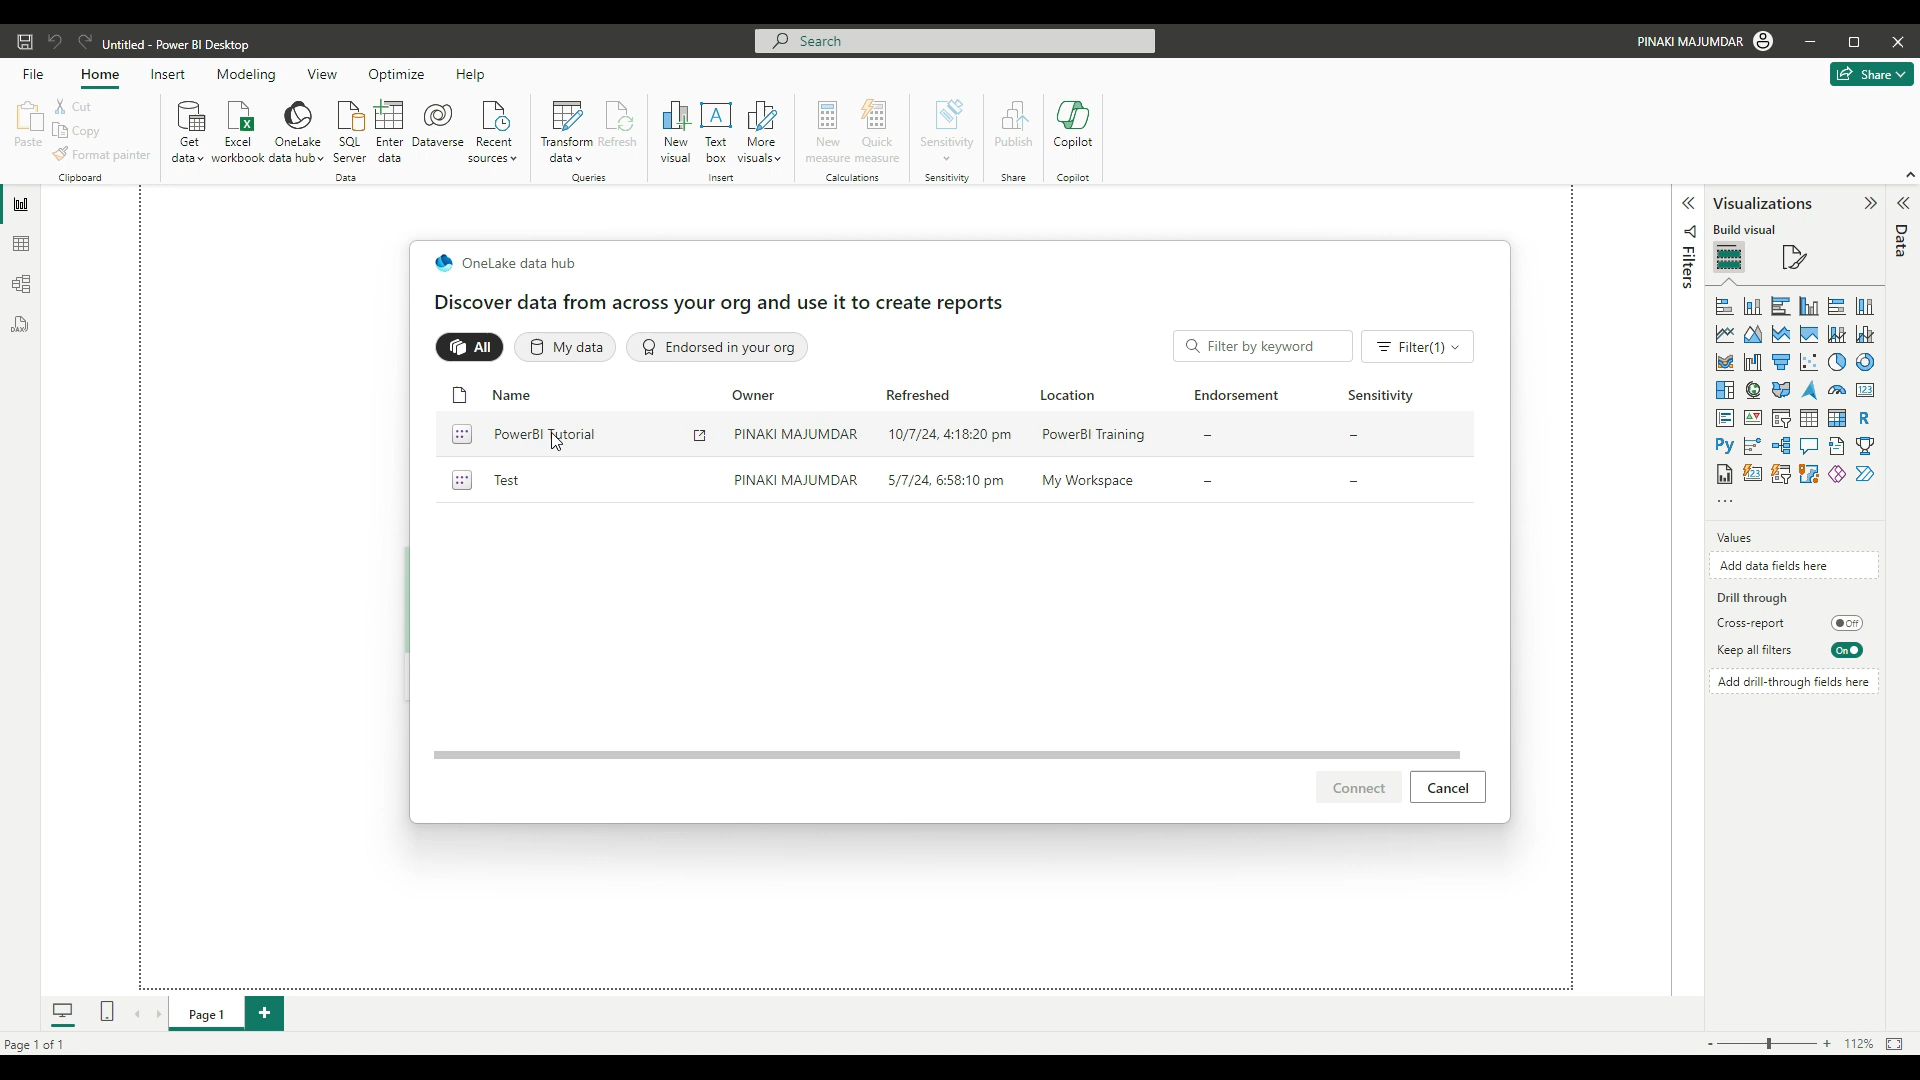 Untitled - Power BI Desktop
Search
PINAKI MAJUMDAR
File Home Insert Modeling View Optimize Help
Share
Paste
Cut
Copy
Format painter
Clipboard
Get data
Excel workbook
OneLake data hub
SQL Server
Enter data
Dataverse
Recent sources
Data
Transform data
Refresh
Queries
New visual
Text box
More visuals
Insert
New measure
Quick measure
Calculations
Sensitivity
Sensitivity
Publish
Share
Copilot
Copilot
OneLake data hub
Discover data from across your org and use it to create reports
All My data Endorsed in your org
Filter by keyword
Filter(1)
Name Owner Refreshed Location Endorsement Sensitivity
PowerBI Tutorial PINAKI MAJUMDAR 10/7/24, 4:18:20 pm PowerBI Training – –
Test PINAKI MAJUMDAR 5/7/24, 6:58:10 pm My Workspace – –
Connect Cancel
Filters
Visualizations
Build visual
Values
Add data fields here
Drill through
Cross-report Off
Keep all filters On
Add drill-through fields here
Data
Page 1
Page 1 of 1
- + 112%